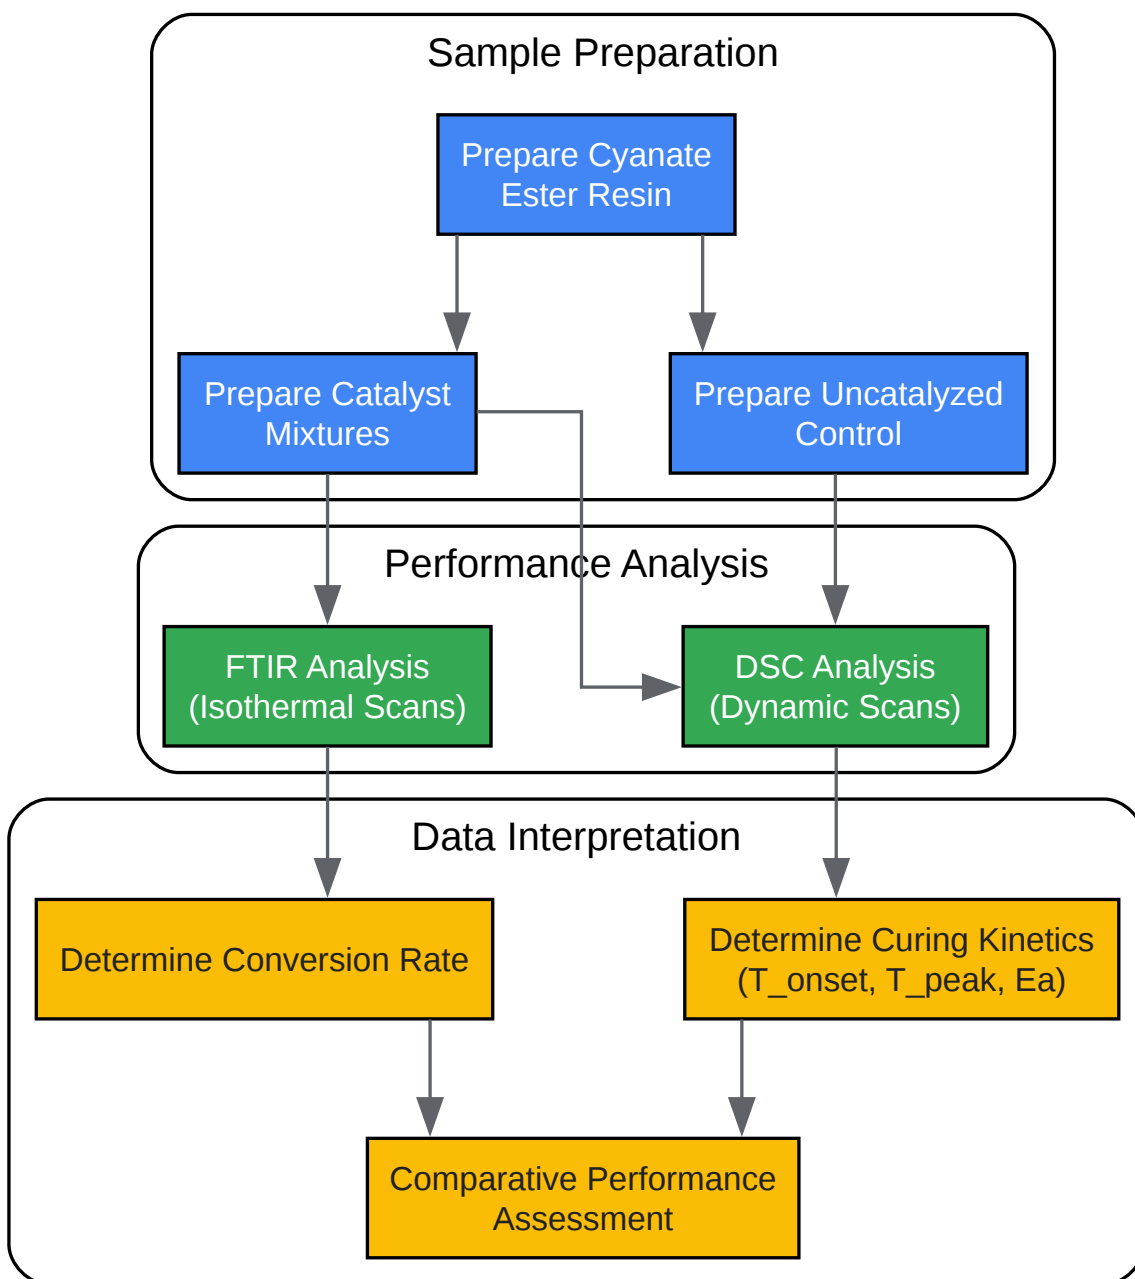 Sample Preparation
Prepare Cyanate
Ester Resin
Prepare Catalyst
Mixtures
Prepare Uncatalyzed
Control
Performance Analysis
FTIR Analysis
(Isothermal Scans)
DSC Analysis
(Dynamic Scans)
Data Interpretation
Determine Conversion Rate
Determine Curing Kinetics
(T_onset, T_peak, Ea)
Comparative Performance
Assessment